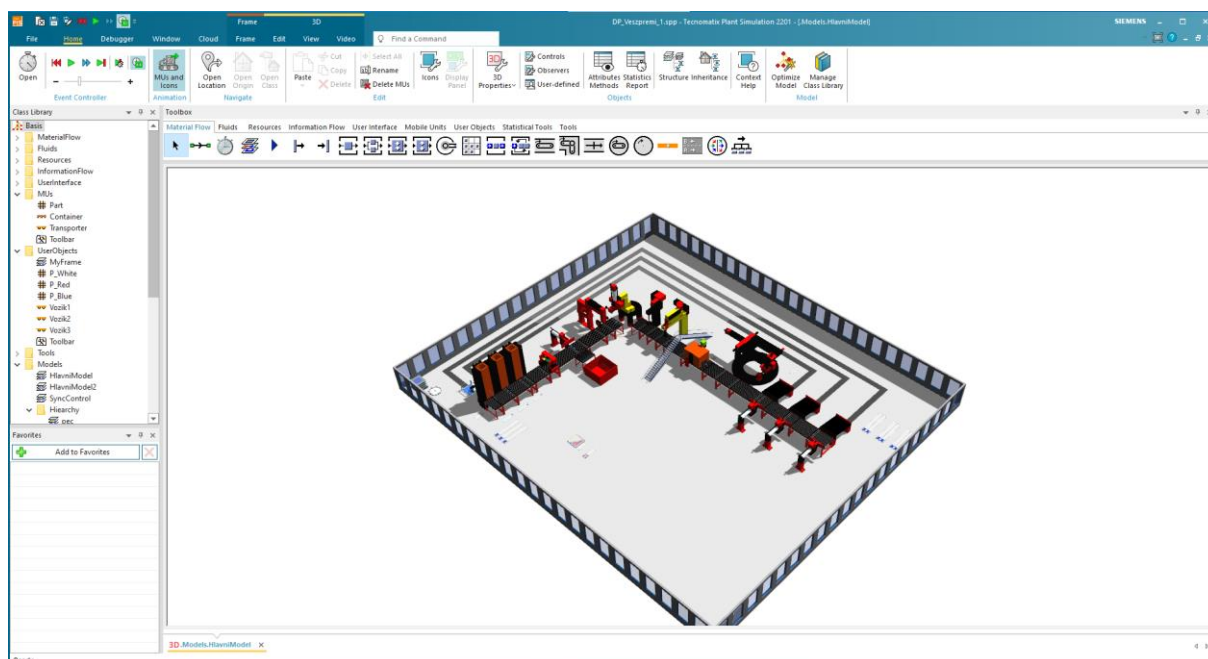 Frame 3D DP_Veszpremi_1.spp - Tecnomatix Plant Simulation 2201 - [.Models.HlavniModel] SIEMENS
File Home Debugger Window Cloud Frame Edit View Video Find a Command
Open
Event Controller
MUs and Icons
Animation
Open Location
Open Origin
Open Class
Navigate
Paste
Cut
Copy
Delete
Select All
Rename
Delete MUs
Edit
Icons
Display Panel
3D Properties
Controls
Observers
User-defined
Attributes Methods
Statistics Report
Structure
Inheritance
Objects
Context Help
Optimize Model
Manage Class Library
Model
Class Library
Basis
MaterialFlow
Fluids
Resources
InformationFlow
UserInterface
MUs
Part
Container
Transporter
Toolbar
UserObjects
MyFrame
P_White
P_Red
P_Blue
Vozik1
Vozik2
Vozik3
Toolbar
Tools
Models
HlavniModel
HlavniModel2
SyncControl
Hiearchy
pec
Favorites
Add to Favorites
Toolbox
Material Flow Fluids Resources Information Flow User Interface Mobile Units User Objects Statistical Tools Tools
3D .Models.HlavniModel